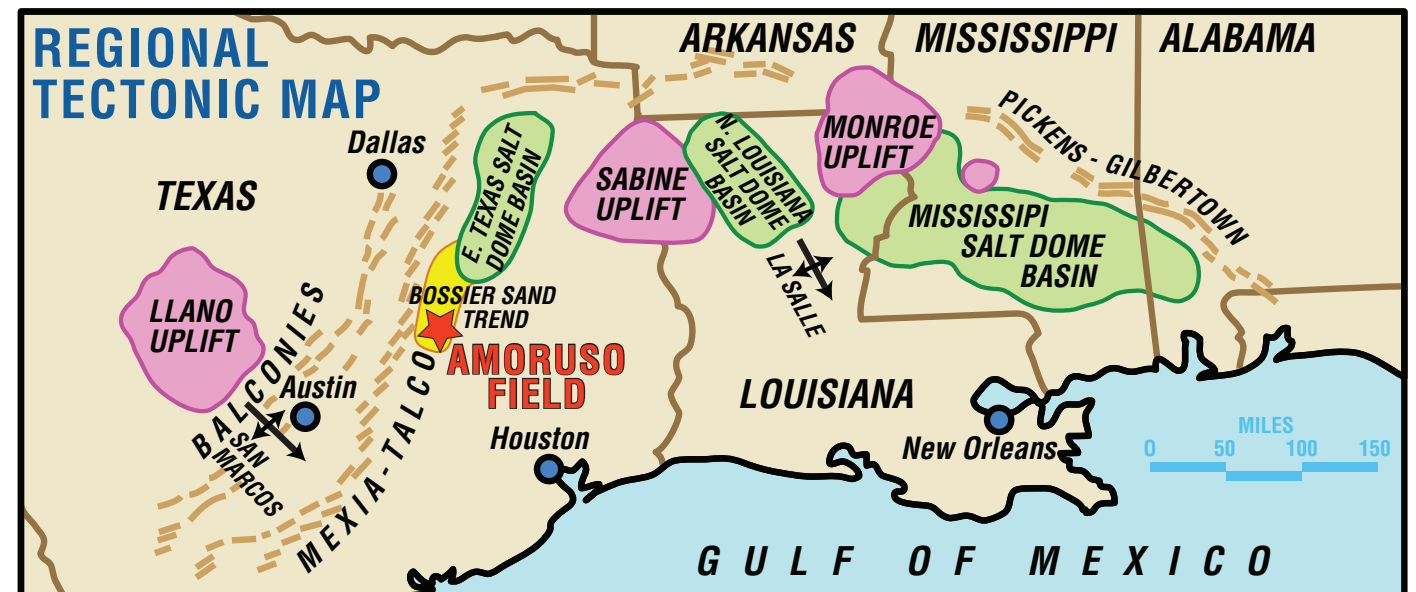 REGIONAL
TECTONIC MAP
ARKANSAS
MISSISSIPPI
ALABAMA
Dallas
TEXAS
E. TEXAS SALT
DOME BASIN
SABINE
UPLIFT
N. LOUISIANA
SALT DOME
BASIN
MONROE
UPLIFT
PICKENS - GILBERTOWN
MISSISSIPI
SALT DOME
BASIN
LA SALLE
LLANO
UPLIFT
BALCONIES
BOSSIER SAND
TREND
AMORUSO
FIELD
Austin
SAN
MARCOS
MEXIA-TALCO
Houston
LOUISIANA
New Orleans
MILES
0 50 100 150
GULF OF MEXICO